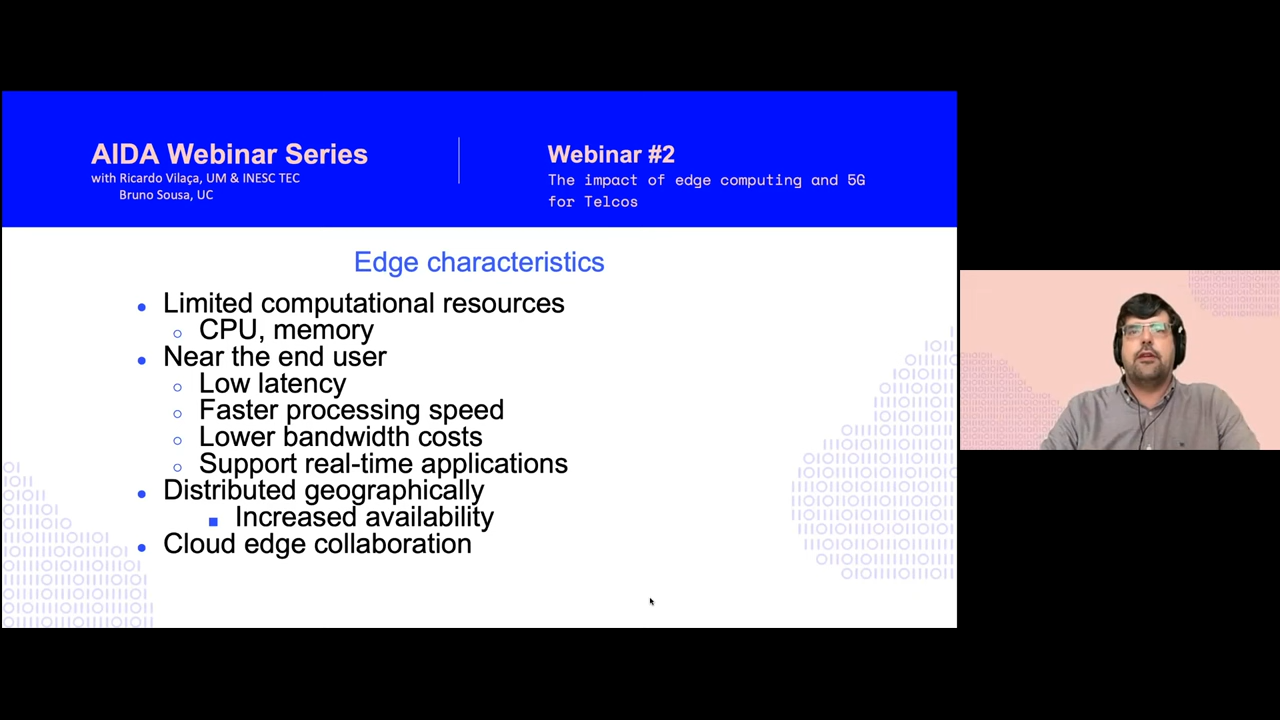 AIDA Webinar Series
with Ricardo Vilaça, UM & INESC TEC
Bruno Sousa, UC
Webinar #2
The impact of edge computing and 5G
for Telcos
Edge characteristics
Limited computational resources
CPU, memory
Near the end user
Low latency
Faster processing speed
Lower bandwidth costs
Support real-time applications
Distributed geographically
Increased availability
Cloud edge collaboration